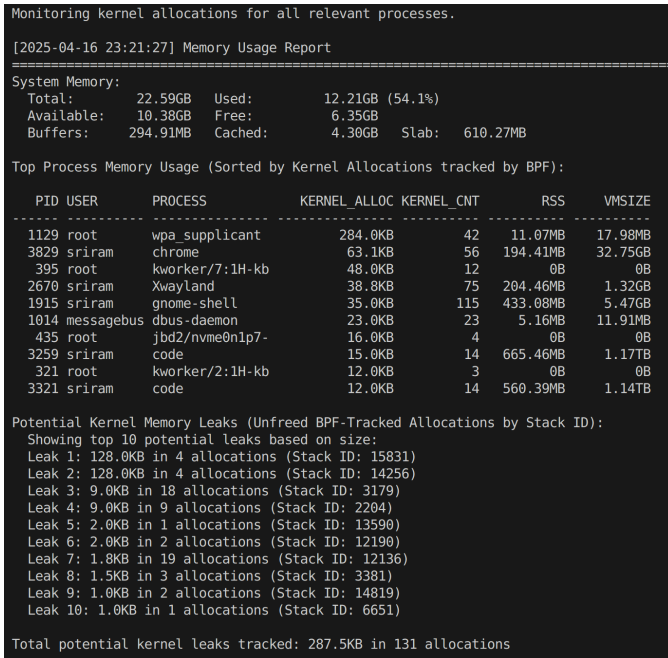 Monitoring kernel allocations for all relevant processes.
[2025-04-16 23:21:27] Memory Usage Report
=====================================================================================
System Memory:
  Total:        22.59GB   Used:         12.21GB (54.1%)
  Available:    10.38GB   Free:          6.35GB
  Buffers:     294.91MB   Cached:        4.30GB   Slab:   610.27MB
Top Process Memory Usage (Sorted by Kernel Allocations tracked by BPF):
   PID USER       PROCESS            KERNEL_ALLOC KERNEL_CNT        RSS     VMSIZE
------ ---------- --------------- --------------- ---------- ---------- ----------
  1129 root       wpa_supplicant          284.0KB         42    11.07MB    17.98MB
  3829 sriram     chrome                   63.1KB         56   194.41MB    32.75GB
   395 root       kworker/7:1H-kb          48.0KB         12         0B         0B
  2670 sriram     Xwayland                 38.8KB         75   204.46MB     1.32GB
  1915 sriram     gnome-shell              35.0KB        115   433.08MB     5.47GB
  1014 messagebus dbus-daemon              23.0KB         23     5.16MB    11.91MB
   435 root       jbd2/nvme0n1p7-          16.0KB          4         0B         0B
  3259 sriram     code                     15.0KB         14   665.46MB     1.17TB
   321 root       kworker/2:1H-kb          12.0KB          3         0B         0B
  3321 sriram     code                     12.0KB         14   560.39MB     1.14TB
Potential Kernel Memory Leaks (Unfreed BPF-Tracked Allocations by Stack ID):
  Showing top 10 potential leaks based on size:
  Leak 1: 128.0KB in 4 allocations (Stack ID: 15831)
  Leak 2: 128.0KB in 4 allocations (Stack ID: 14256)
  Leak 3: 9.0KB in 18 allocations (Stack ID: 3179)
  Leak 4: 9.0KB in 9 allocations (Stack ID: 2204)
  Leak 5: 2.0KB in 1 allocations (Stack ID: 13590)
  Leak 6: 2.0KB in 2 allocations (Stack ID: 12190)
  Leak 7: 1.8KB in 19 allocations (Stack ID: 12136)
  Leak 8: 1.5KB in 3 allocations (Stack ID: 3381)
  Leak 9: 1.0KB in 2 allocations (Stack ID: 14819)
  Leak 10: 1.0KB in 1 allocations (Stack ID: 6651)
Total potential kernel leaks tracked: 287.5KB in 131 allocations